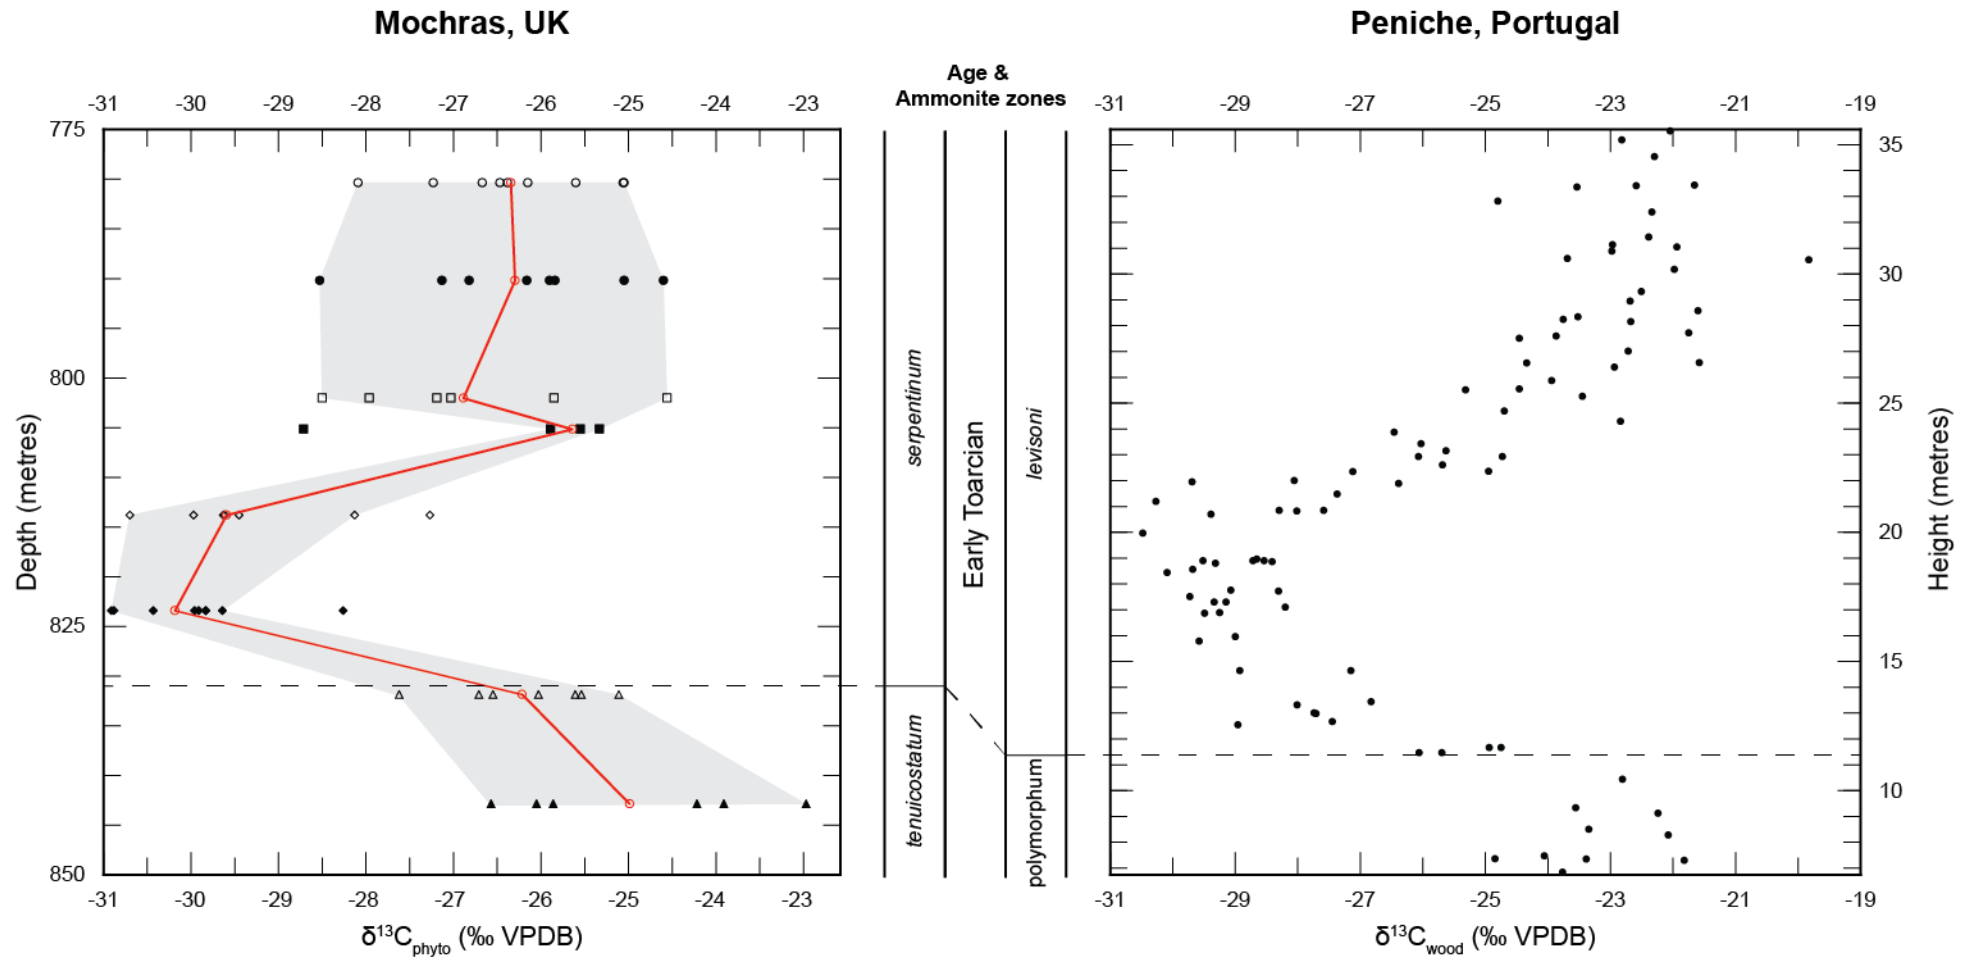 Mochras, UK
Peniche, Portugal
Age &
Ammonite zones
-31 -30 -29 -28 -27 -26 -25 -24 -23
-31 -29 -27 -25 -23 -21 -19
775
800
825
850
Depth (metres)
serpentinum
tenuicostatum
Early Toarcian
levisoni
polymorphum
35
30
25
20
15
10
Height (metres)
-31 -30 -29 -28 -27 -26 -25 -24 -23
-31 -29 -27 -25 -23 -21 -19
δ¹³Cphyto (‰ VPDB)
δ¹³Cwood (‰ VPDB)